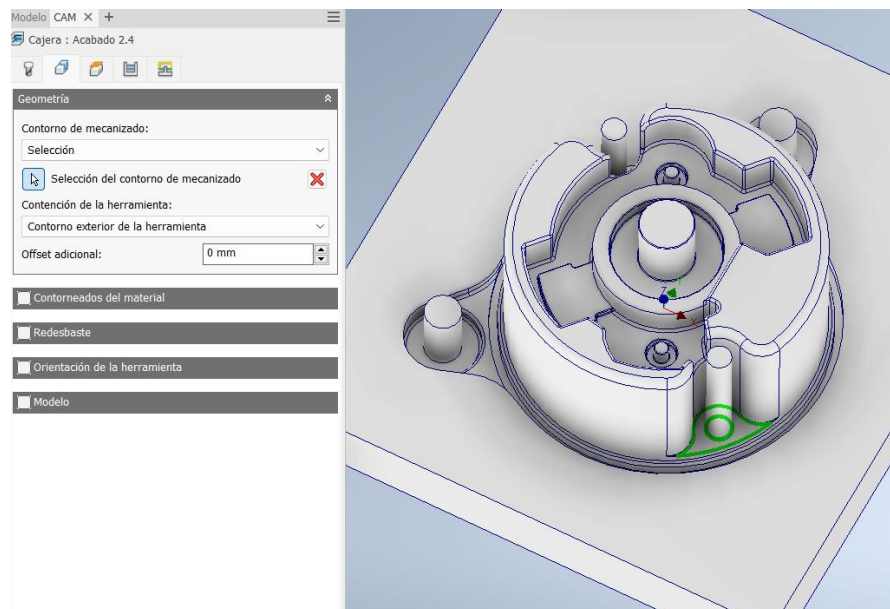 Modelo CAM × +
Cajera : Acabado 2.4
Geometría
Contorno de mecanizado:
Selección
Selección del contorno de mecanizado
Contención de la herramienta:
Contorno exterior de la herramienta
Offset adicional:
0 mm
Contorneados del material
Redesbaste
Orientación de la herramienta
Modelo
Z
X